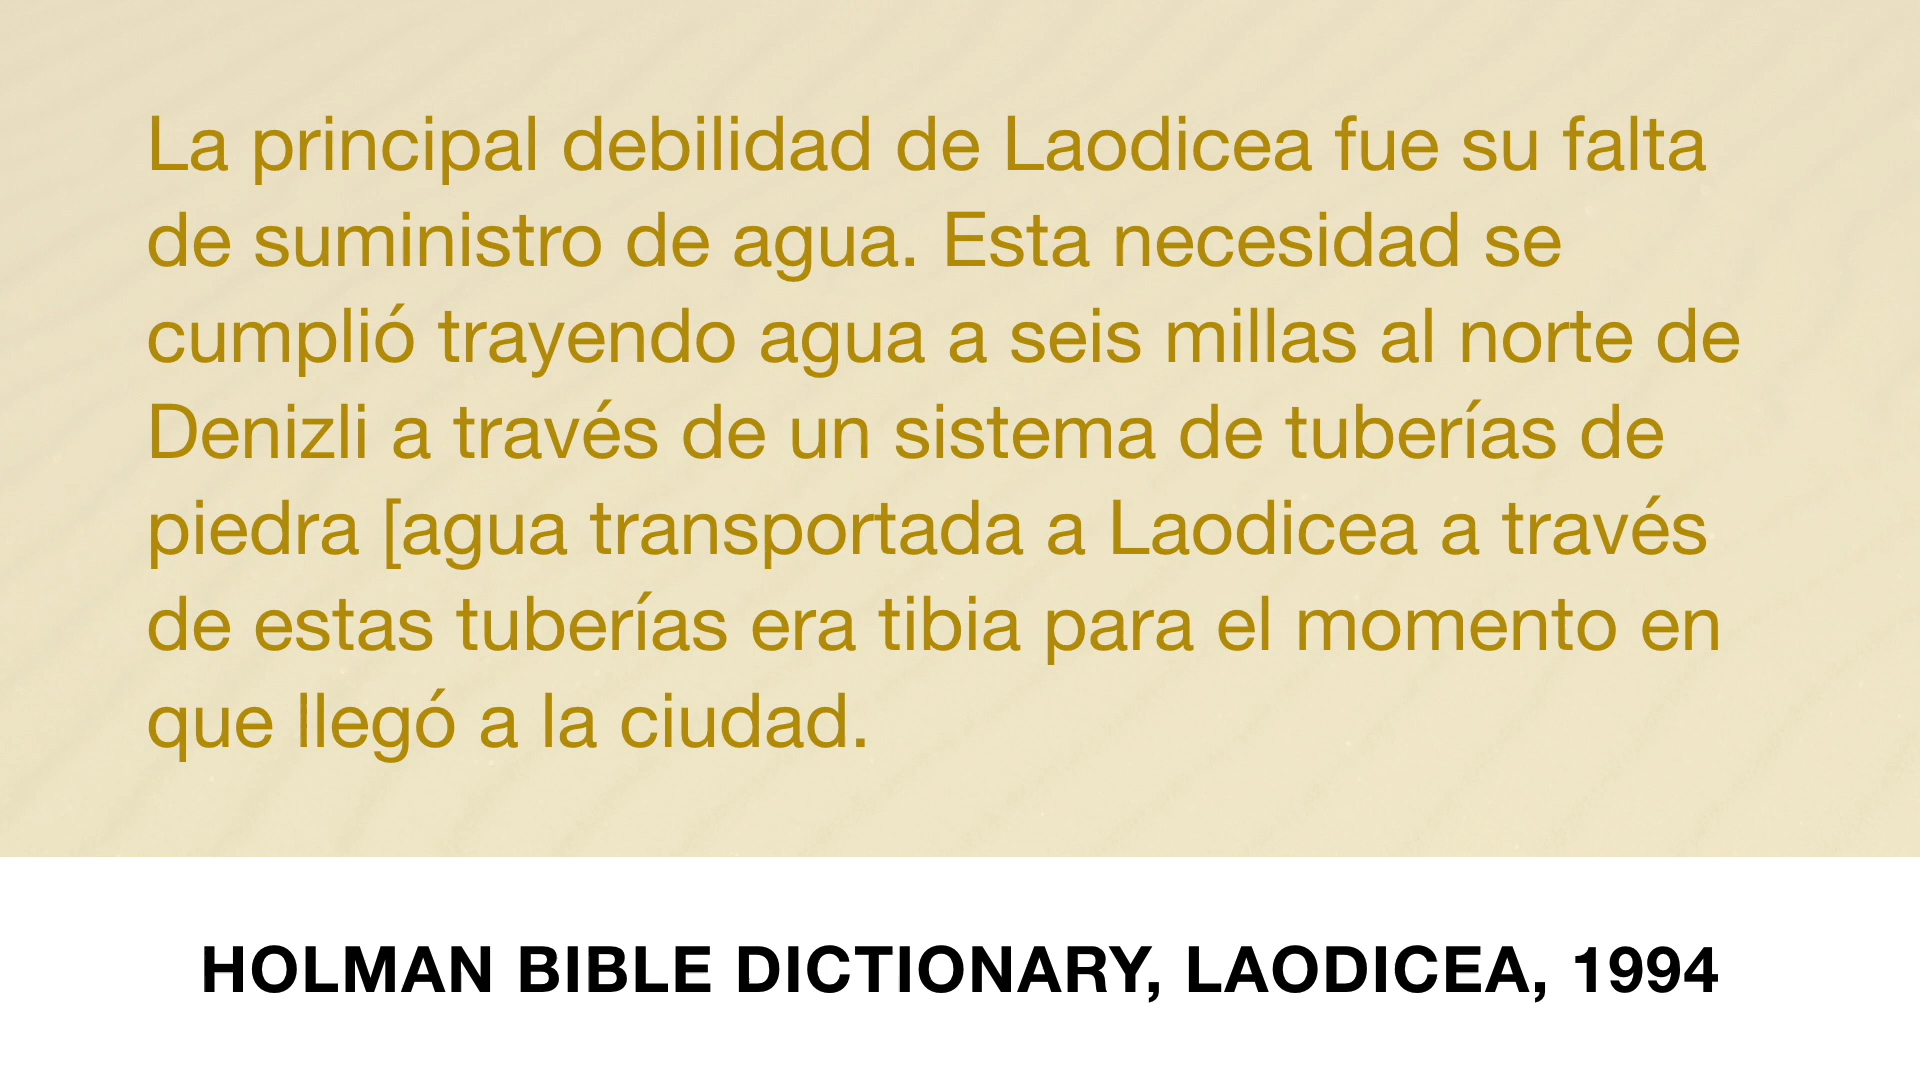 La principal debilidad de Laodicea fue su falta
de suministro de agua. Esta necesidad se
cumplió trayendo agua a seis millas al norte de
Denizli a través de un sistema de tuberías de
piedra [agua transportada a Laodicea a través
de estas tuberías era tibia para el momento en
que llegó a la ciudad.
HOLMAN BIBLE DICTIONARY, LAODICEA, 1994